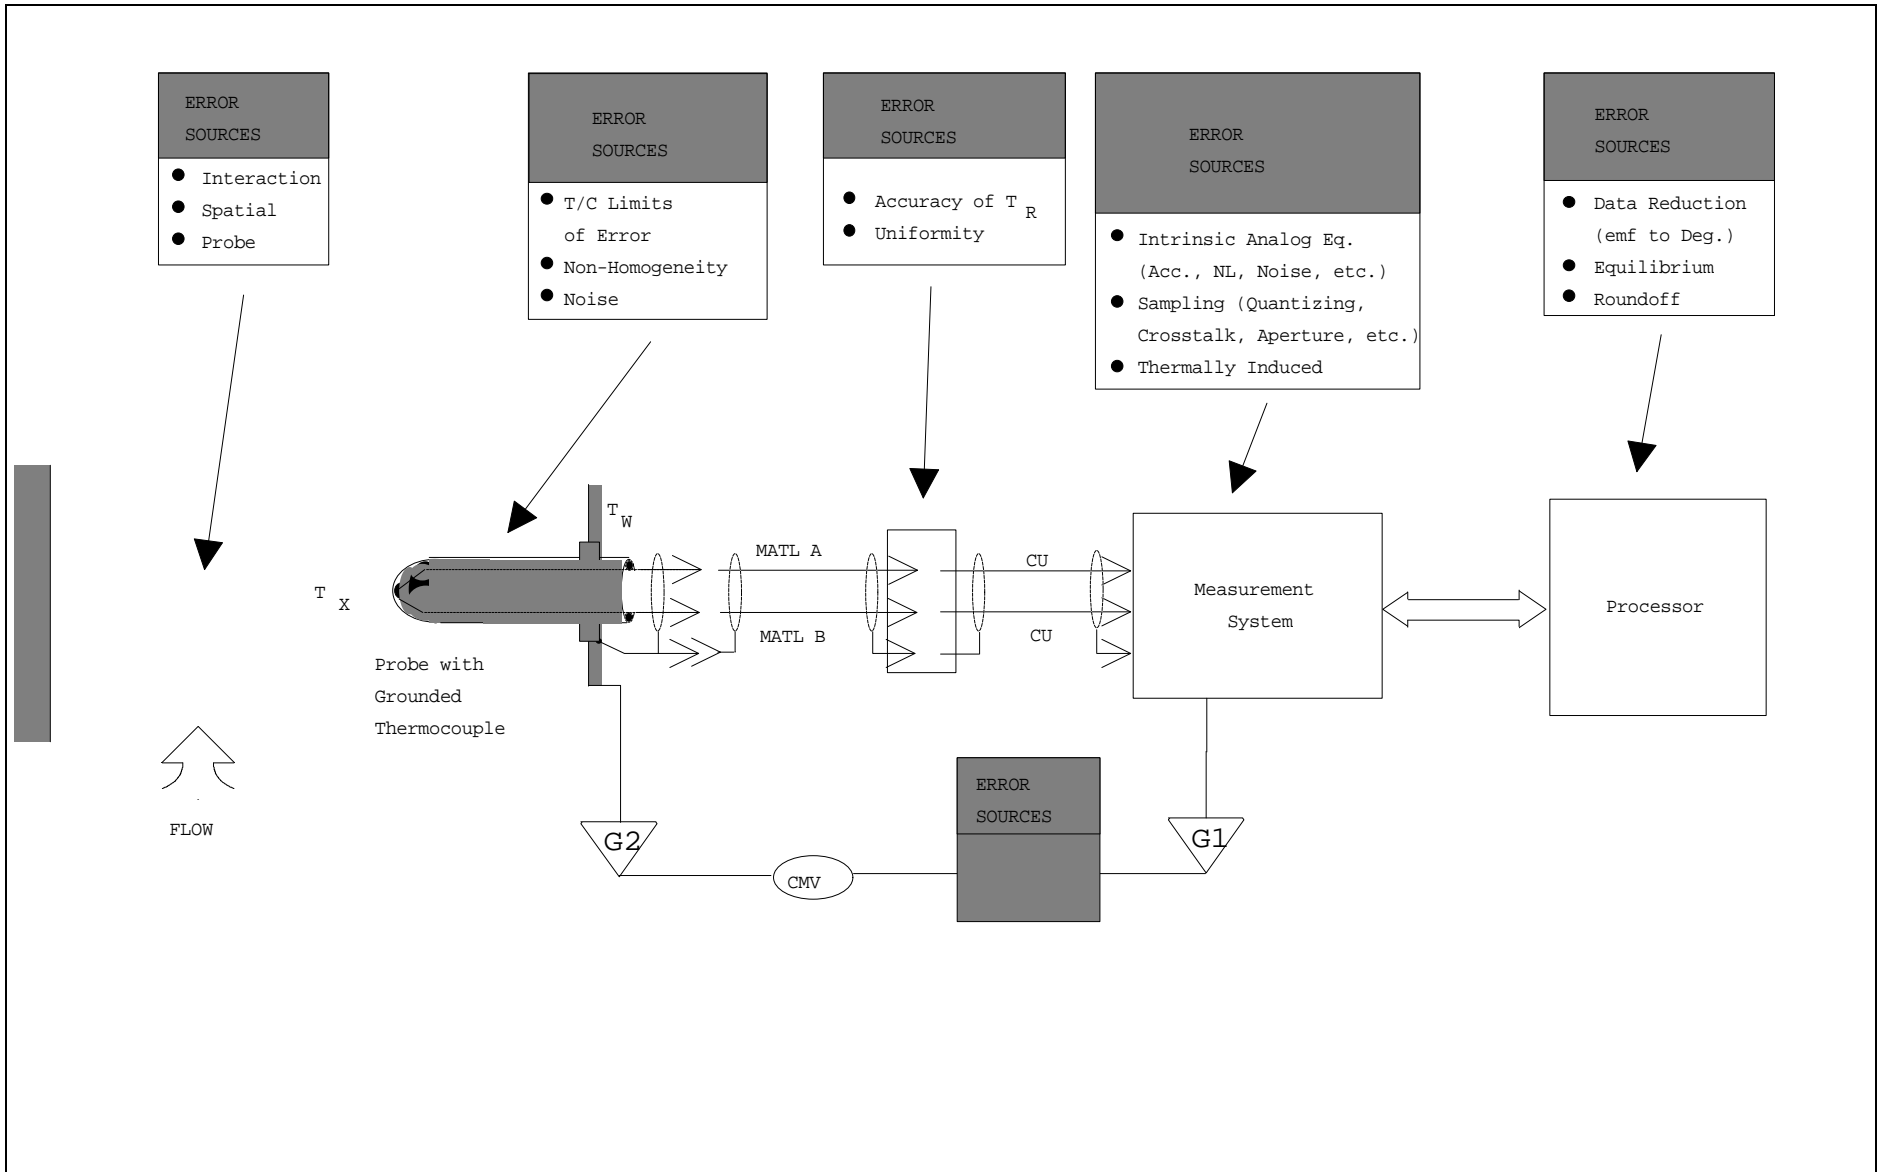 ERROR
SOURCES
● Interaction
● Spatial
● Probe
ERROR
SOURCES
● T/C Limits
of Error
● Non-Homogeneity
● Noise
ERROR
SOURCES
● Accuracy of T R
● Uniformity
ERROR
SOURCES
● Intrinsic Analog Eq.
(Acc., NL, Noise, etc.)
● Sampling (Quantizing,
Crosstalk, Aperture, etc.)
● Thermally Induced
ERROR
SOURCES
● Data Reduction
(emf to Deg.)
● Equilibrium
● Roundoff
T W
T X
MATL A
MATL B
CU
CU
Measurement
System
Processor
Probe with
Grounded
Thermocouple
FLOW
G2
CMV
ERROR
SOURCES
G1